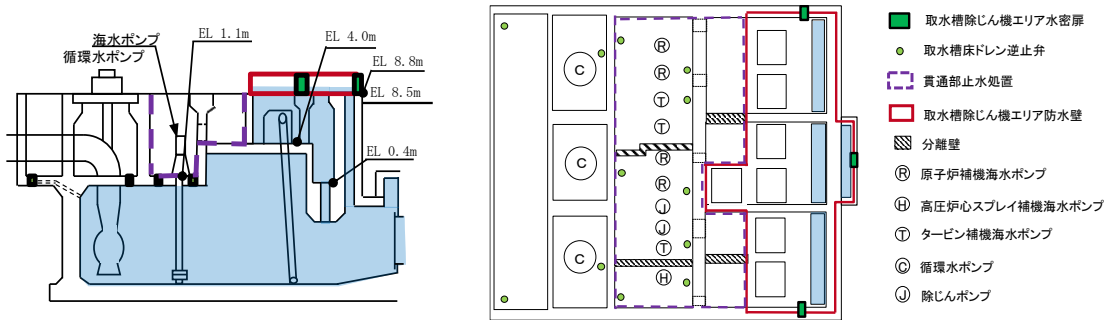 海水ポンプ
循環水ポンプ
EL 1.1m
EL 4.0m
EL 8.8m
EL 8.5m
EL 0.4m
Ⓡ
Ⓡ
Ⓣ
Ⓣ
Ⓡ
Ⓡ
Ⓙ
Ⓙ
Ⓣ
Ⓗ
Ⓒ
Ⓒ
Ⓒ
取水槽除じん機エリア水密扉
取水槽床ドレン逆止弁
貫通部止水処置
取水槽除じん機エリア防水壁
分離壁
Ⓡ 原子炉補機海水ポンプ
Ⓗ 高圧炉心スプレイ補機海水ポンプ
Ⓣ タービン補機海水ポンプ
Ⓒ 循環水ポンプ
Ⓙ 除じんポンプ